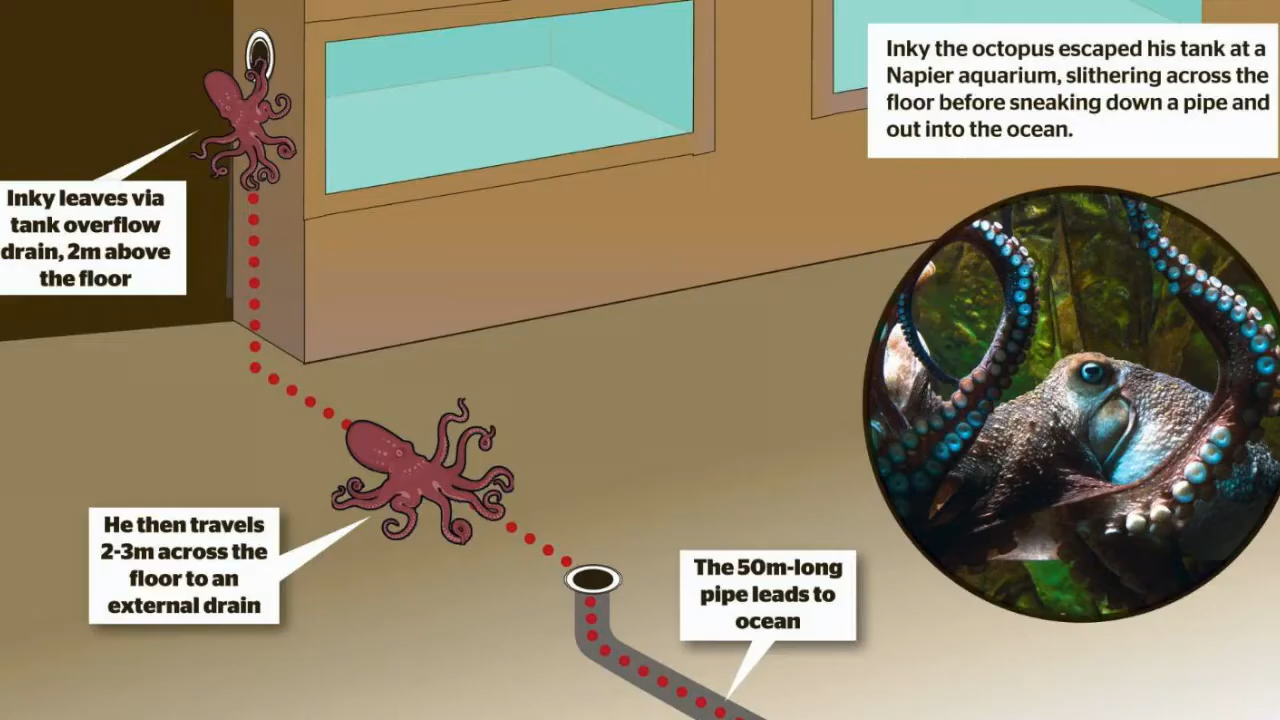 Inky the octopus escaped his tank at a
Napier aquarium, slithering across the
floor before sneaking down a pipe and
out into the ocean.
Inky leaves via
tank overflow
drain, 2m above
the floor
He then travels
2-3m across the
floor to an
external drain
The 50m-long
pipe leads to
ocean